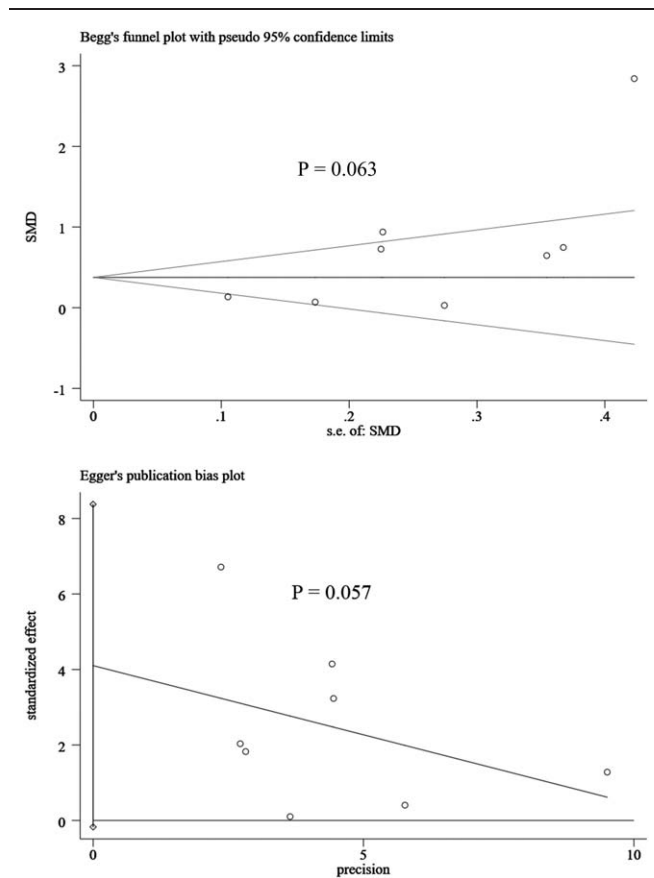 Begg's funnel plot with pseudo 95% confidence limits
3
2
1
0
-1
SMD
P = 0.063
0
.1
.2
.3
.4
s.e. of: SMD
Egger's publication bias plot
8
6
4
2
0
standardized effect
P = 0.057
0
5
10
precision